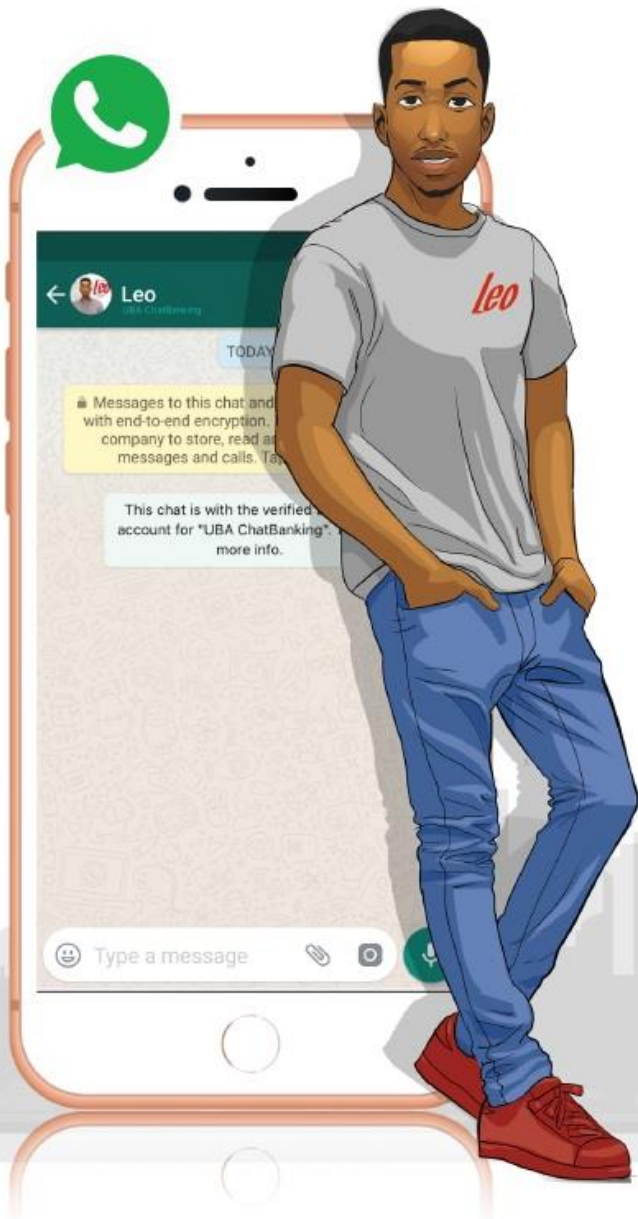 Leo
UBA ChatBanking
TODAY
Messages to this chat and
with end-to-end encryption.
company to store, read
messages and calls.
This chat is with the verified
account for "UBA ChatBanking".
more info.
Type a message
Leo